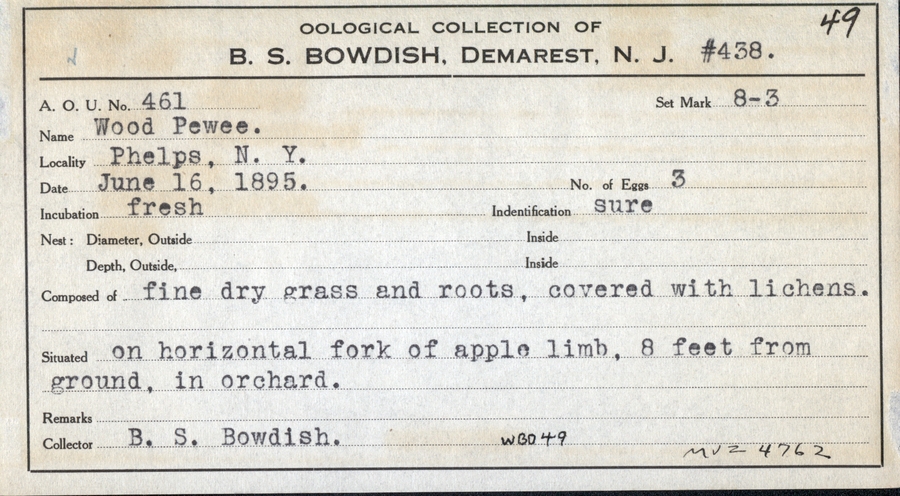 49
OOLOGICAL COLLECTION OF
B. S. BOWDISH, DEMAREST, N. J. #438.
A. O. U. No. 461 Set Mark 8-3
Name Wood Pewee.
Locality Phelps, N. Y.
Date June 16, 1895. No. of Eggs 3
Incubation fresh Indentification sure
Nest: Diameter, Outside Inside
Depth, Outside, Inside
Composed of fine dry grass and roots, covered with lichens.
Situated on horizontal fork of apple limb, 8 feet from
ground, in orchard.
Remarks
Collector B. S. Bowdish. WBO49
MVZ 4762